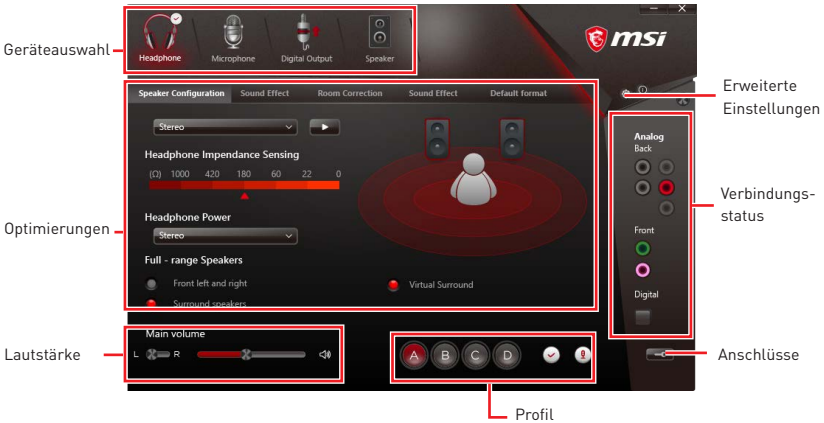 msi
Geräteauswahl
Headphone Microphone Digital Output Speaker
Erweiterte
Einstellungen
Speaker Configuration Sound Effect Room Correction Sound Effect Default format
Stereo
Headphone Impendance Sensing
(Ω) 1000 420 180 60 22 0
Headphone Power
Stereo
Full - range Speakers
Front left and right
Virtual Surround
Surround speakers
Optimierungen
Analog
Back
Front
Digital
Verbindungs-
status
Main volume
L R
Lautstärke
A B C D
Anschlüsse
Profil